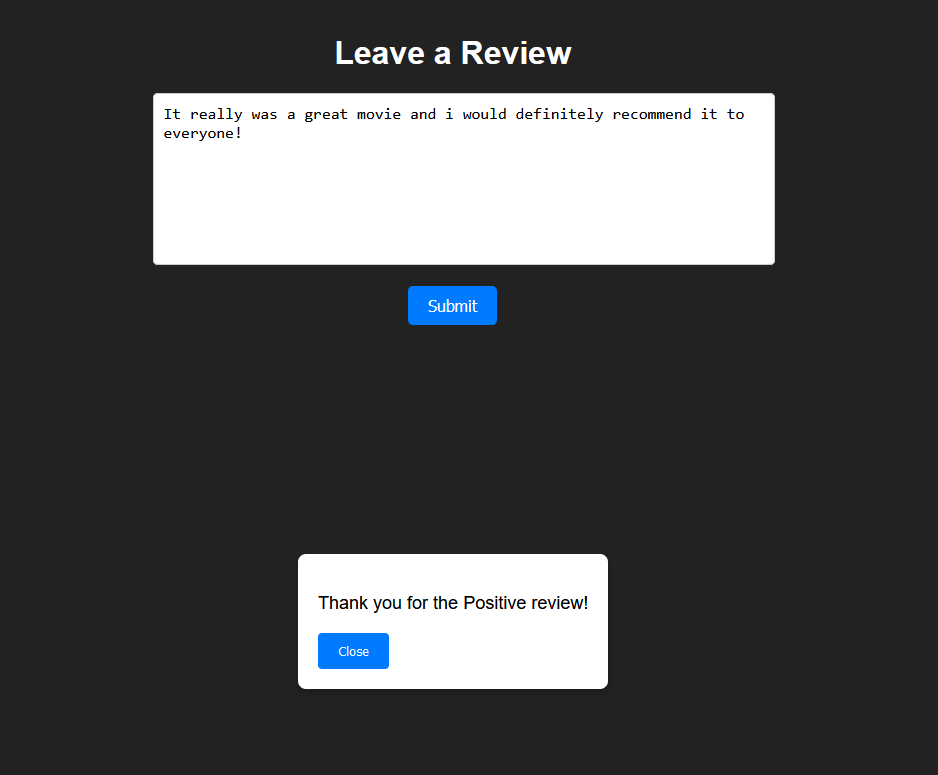 Leave a Review
It really was a great movie and i would definitely recommend it to
everyone!
Submit
Thank you for the Positive review!
Close